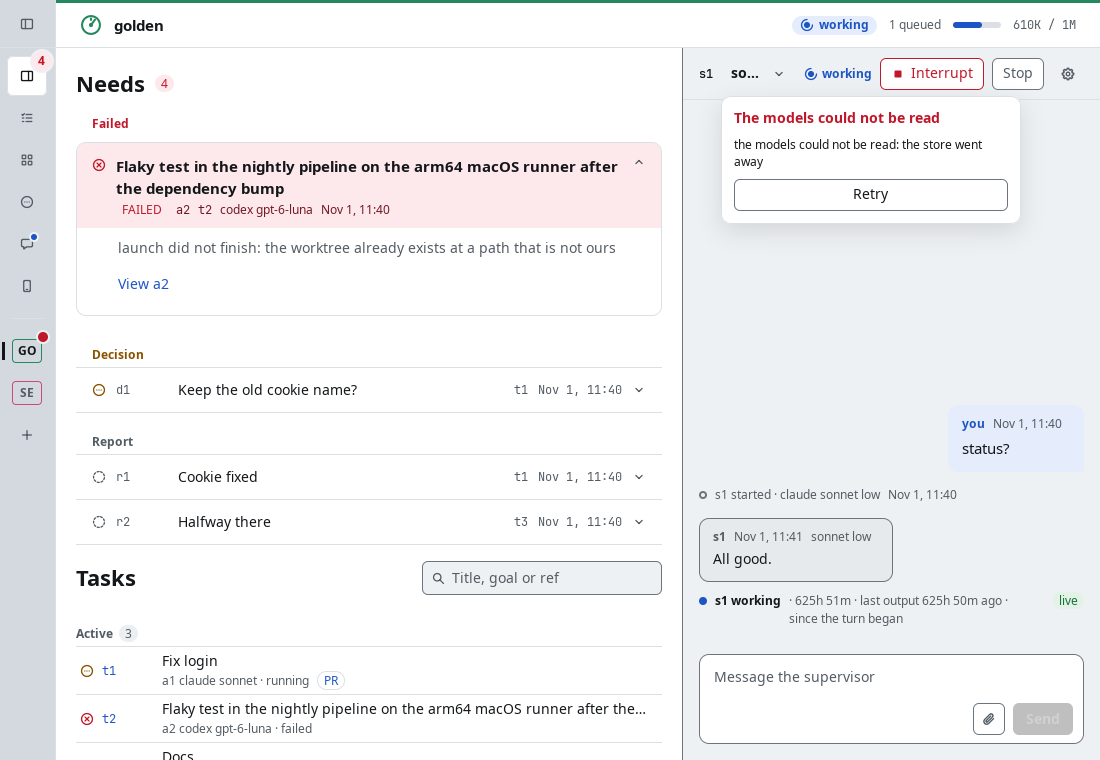 golden
working
1 queued
610K / 1M
4
Needs
4
Failed
Flaky test in the nightly pipeline on the arm64 macOS runner after
the dependency bump
FAILED a2 t2 codex gpt-6-luna Nov 1, 11:40
launch did not finish: the worktree already exists at a path that is not ours
View a2
Decision
d1 Keep the old cookie name? t1 Nov 1, 11:40
Report
r1 Cookie fixed t1 Nov 1, 11:40
r2 Halfway there t3 Nov 1, 11:40
Tasks
Title, goal or ref
Active 3
t1 Fix login
a1 claude sonnet · running PR
t2 Flaky test in the nightly pipeline on the arm64 macOS runner after the…
a2 codex gpt-6-luna · failed
Docs
GO
SE
s1 so… working Interrupt Stop
The models could not be read
the models could not be read: the store went
away
Retry
you Nov 1, 11:40
status?
s1 started · claude sonnet low Nov 1, 11:40
s1 Nov 1, 11:41 sonnet low
All good.
s1 working · 625h 51m · last output 625h 50m ago · live
since the turn began
Message the supervisor
Send